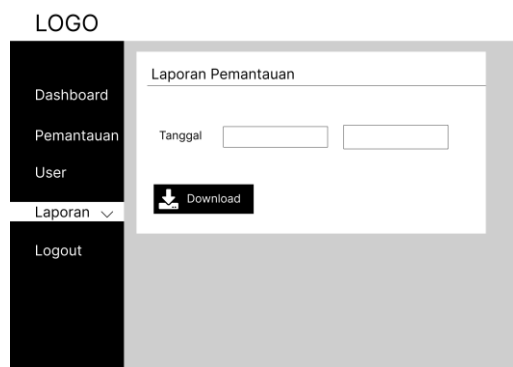 LOGO
Dashboard
Pemantauan
User
Laporan
Logout
Laporan Pemantauan
Tanggal
Download